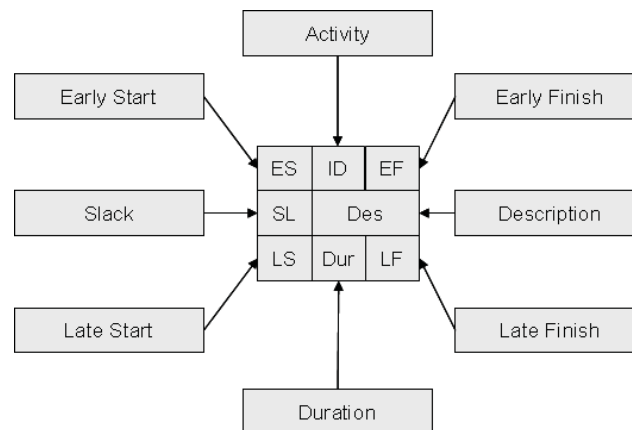 Activity
Early Start
Early Finish
ES ID EF
Slack
SL Des
Description
LS Dur LF
Late Start
Late Finish
Duration